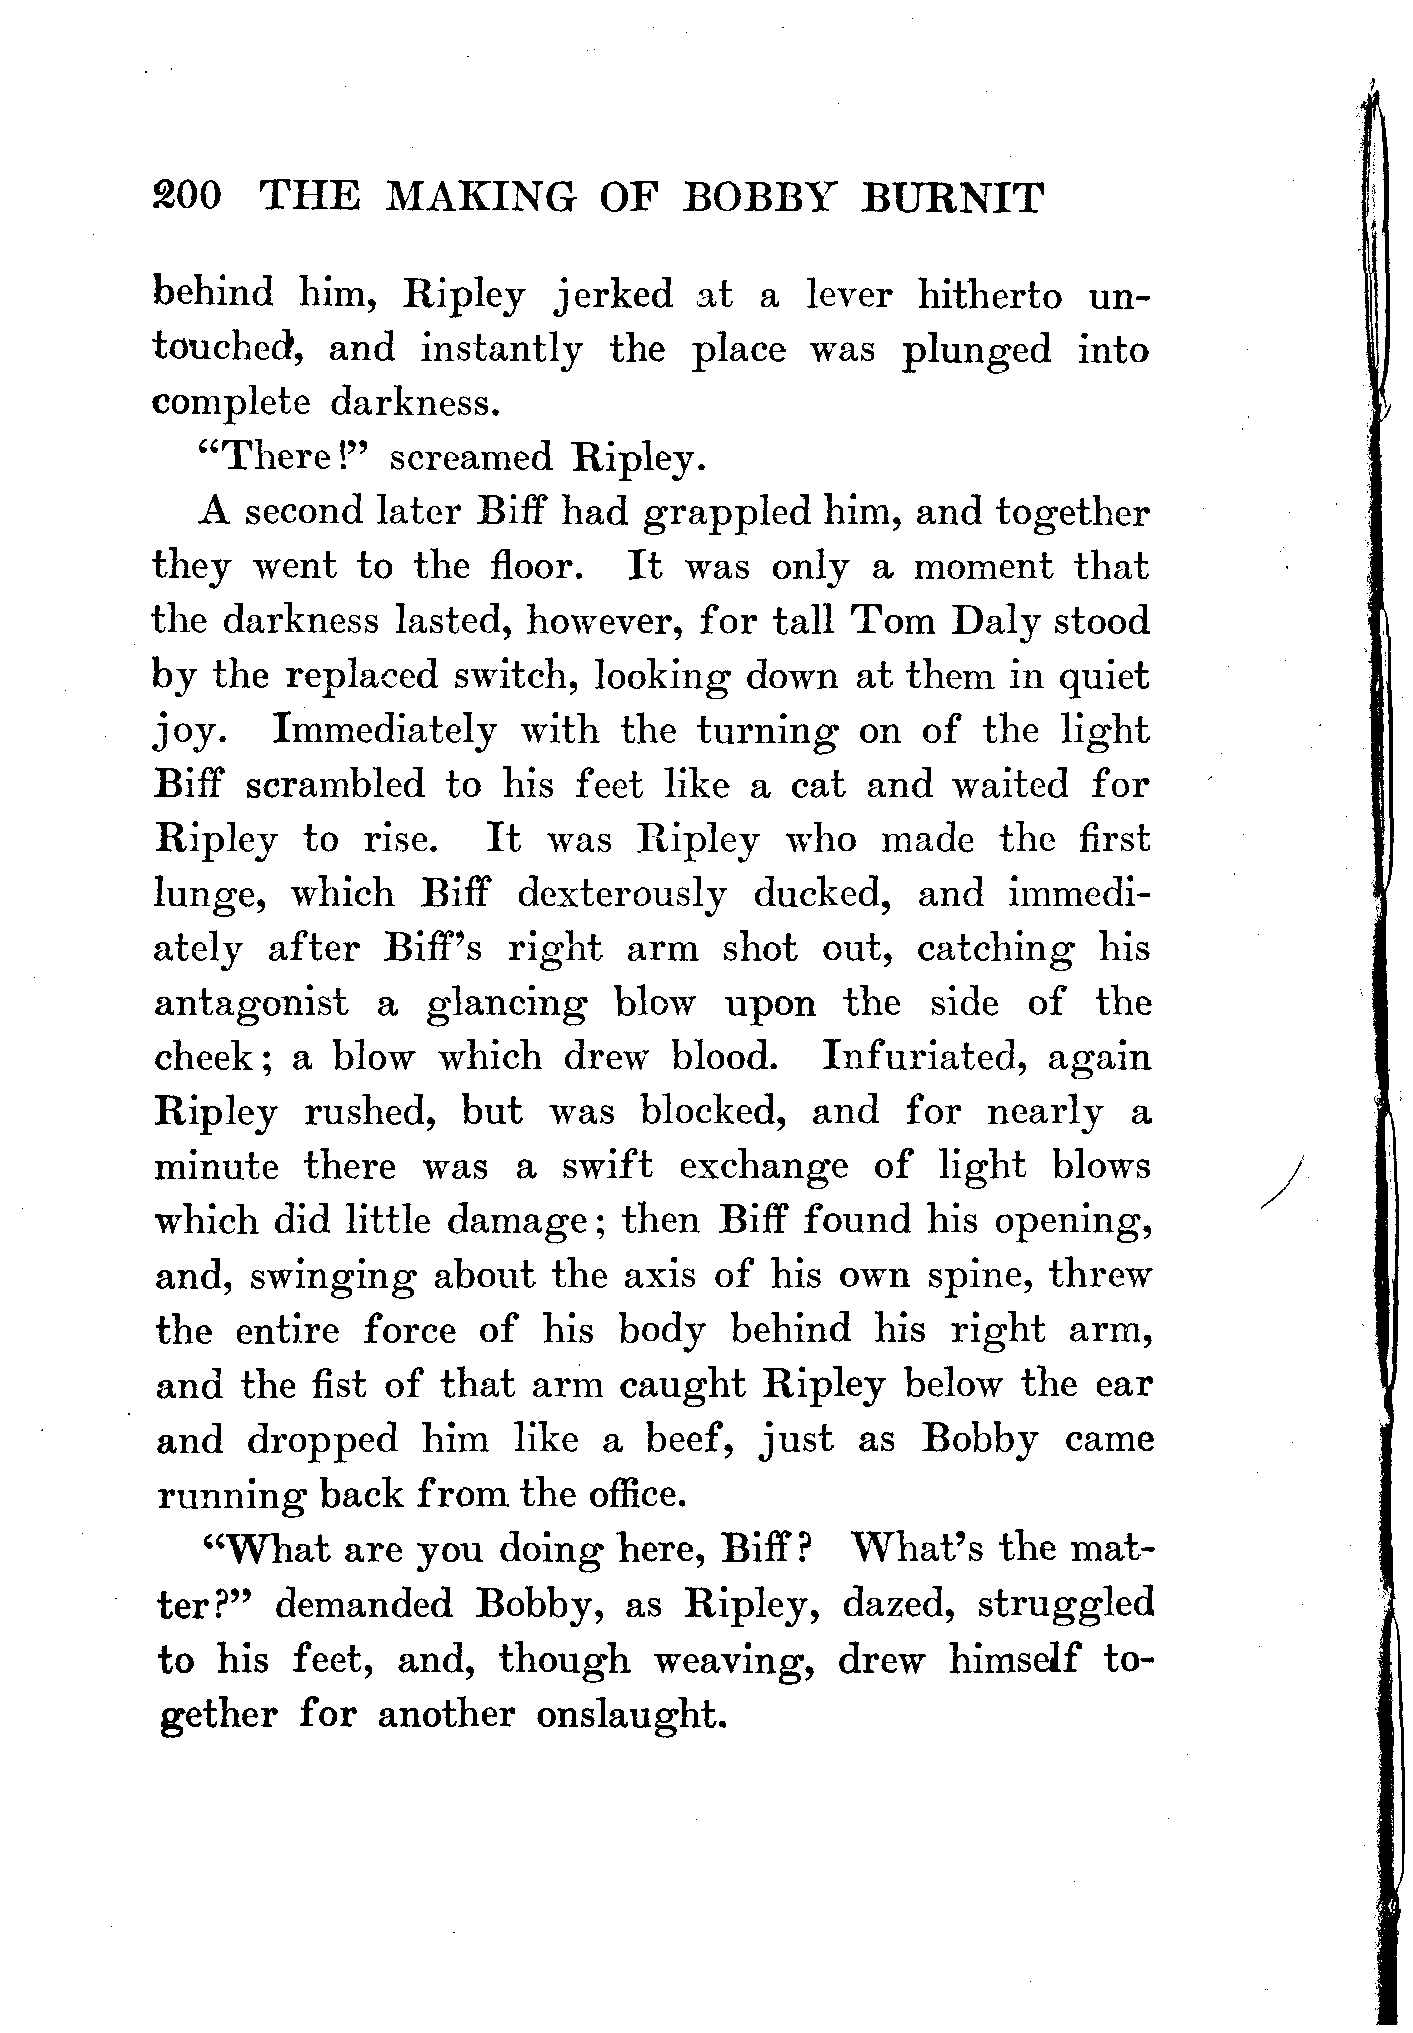 200 THE MAKING OF BOBBY BURNIT
behind him, Ripley jerked at a lever hitherto un-
touched, and instantly the place was plunged into
complete darkness.
“There!” screamed Ripley.
A second later Biff had grappled him, and together
they went to the floor. It was only a moment that
the darkness lasted, however, for tall Tom Daly stood
by the replaced switch, looking down at them in quiet
joy. Immediately with the turning on of the light
Biff scrambled to his feet like a cat and waited for
Ripley to rise. It was Ripley who made the first
lunge, which Biff dexterously ducked, and immedi-
ately after Biff’s right arm shot out, catching his
antagonist a glancing blow upon the side of the
cheek; a blow which drew blood. Infuriated, again
Ripley rushed, but was blocked, and for nearly a
minute there was a swift exchange of light blows
which did little damage; then Biff found his opening,
and, swinging about the axis of his own spine, threw
the entire force of his body behind his right arm,
and the fist of that arm caught Ripley below the ear
and dropped him like a beef, just as Bobby came
running back from the office.
“What are you doing here, Biff? What’s the mat-
ter?” demanded Bobby, as Ripley, dazed, struggled
to his feet, and, though weaving, drew himself to-
gether for another onslaught.